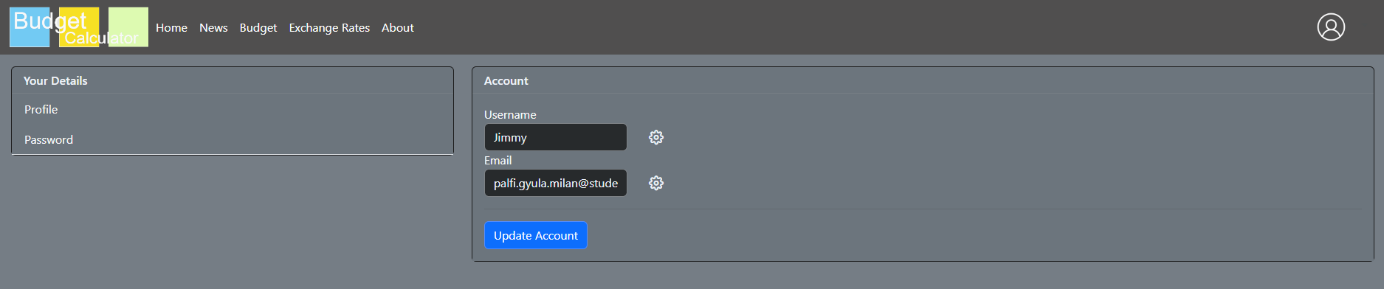 Budget
Calculator
Home News Budget Exchange Rates About
Your Details
Profile
Password
Account
Username
Jimmy
Email
palfi.gyula.milan@stude
Update Account